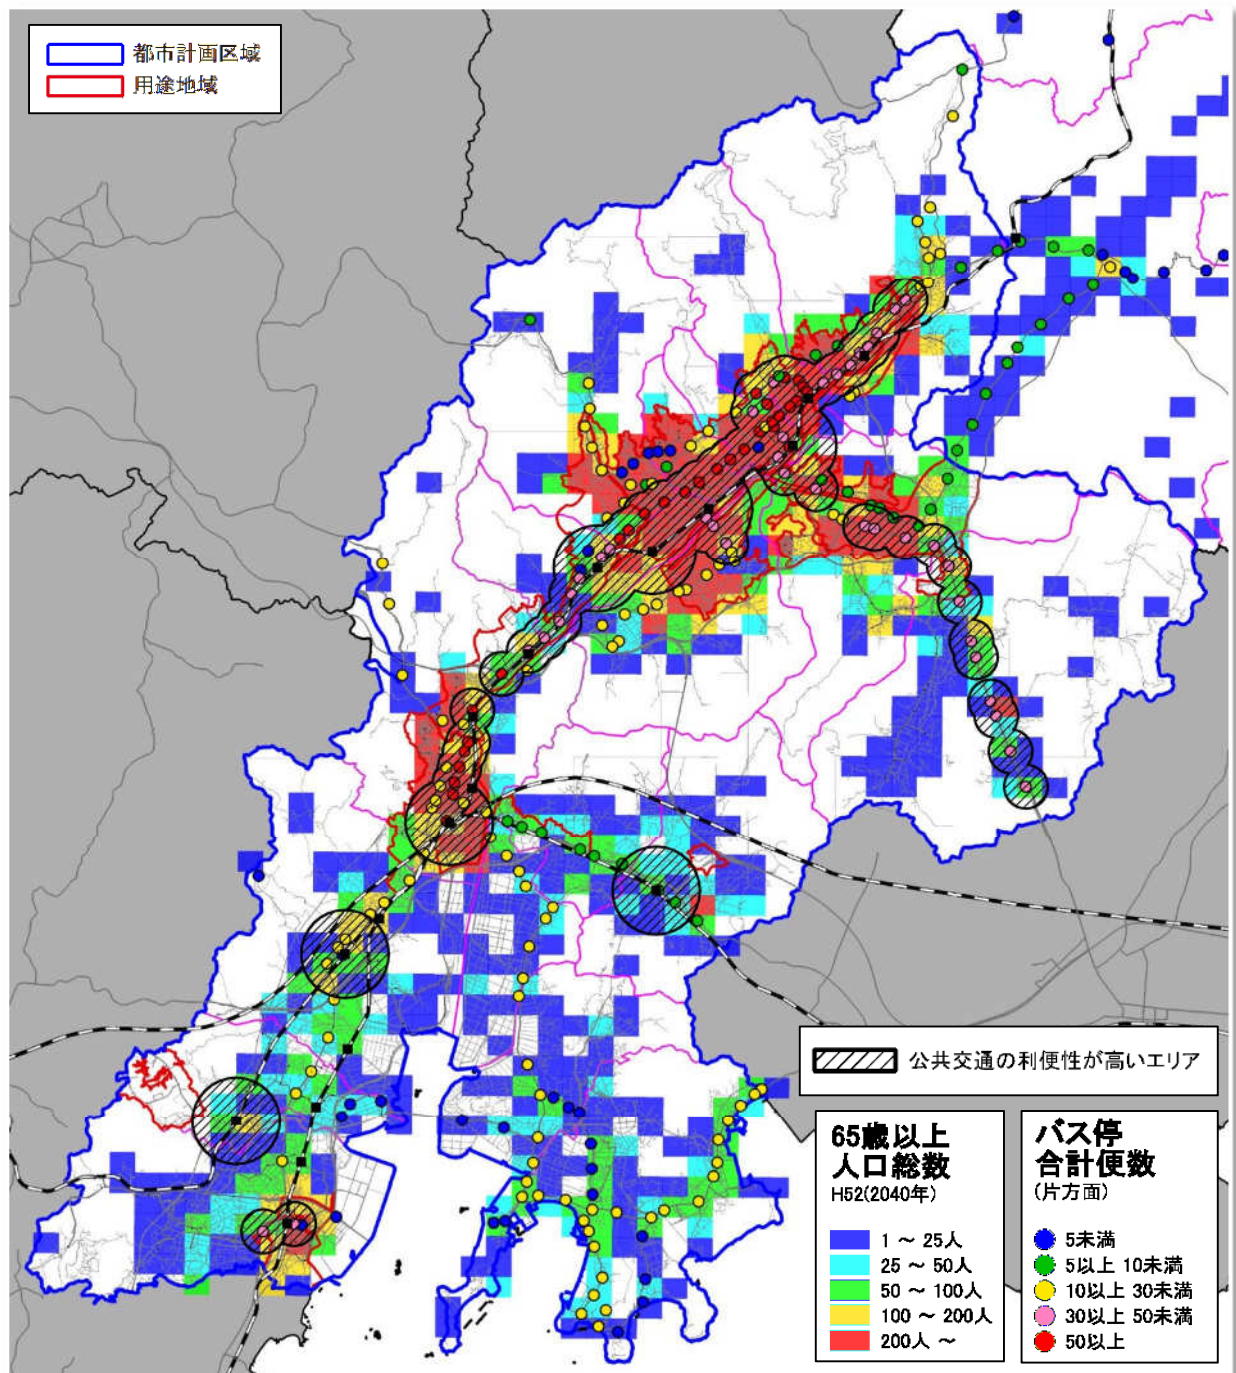 都市計画区域
用途地域
公共交通の利便性が高いエリア
65歳以上
人口総数
H52(2040年)
1 ～ 25人
25 ～ 50人
50 ～ 100人
100 ～ 200人
200人 ～
バス停
合計便数
(片方面)
5未満
5以上 10未満
10以上 30未満
30以上 50未満
50以上